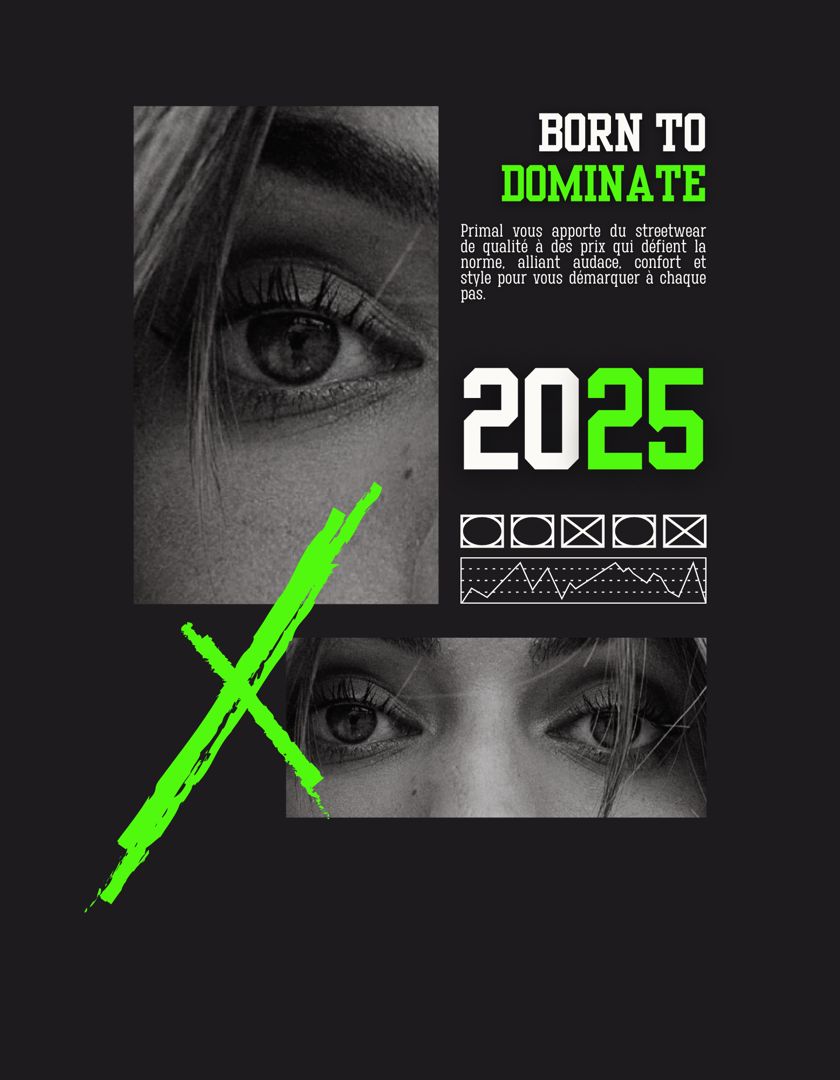 BORN TO
DOMINATE
Primal vous apporte du streetwear
de qualité à des prix qui défient la
norme, alliant audace, confort et
style pour vous démarquer à chaque
pas.
2025